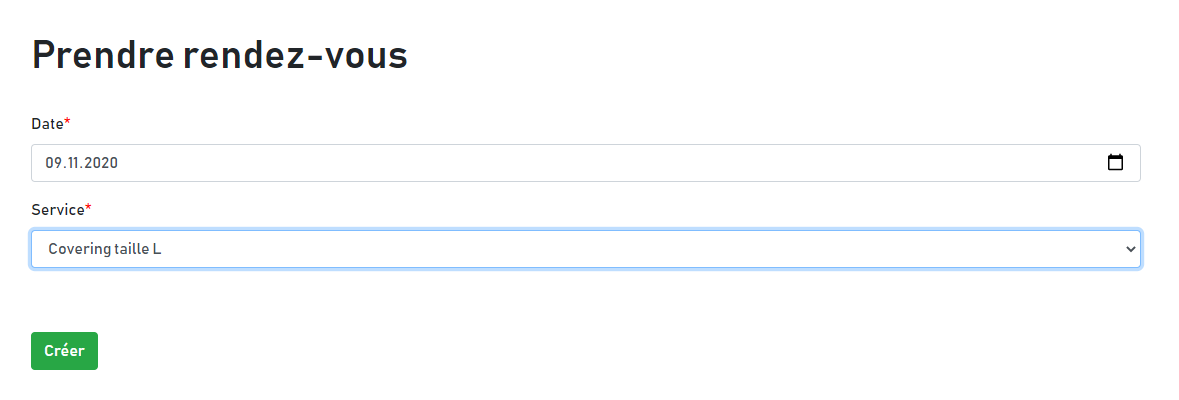 Prendre rendez-vous
Date*
09.11.2020
Service*
Covering taille L
Créer